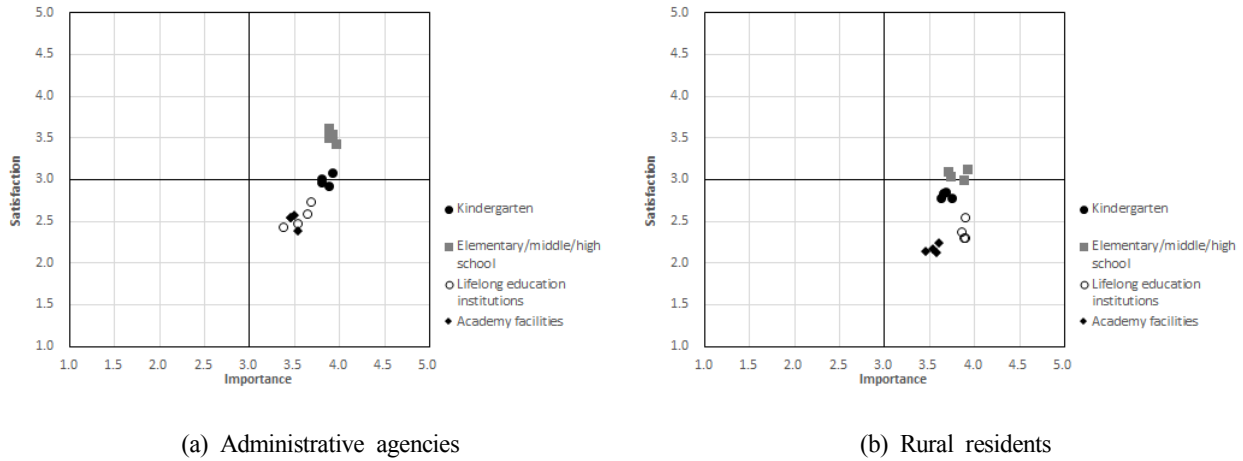 5.0
4.5
4.0
3.5
3.0
2.5
2.0
1.5
1.0
Satisfaction
1.0 1.5 2.0 2.5 3.0 3.5 4.0 4.5 5.0
Importance
Kindergarten
Elementary/middle/high
school
Lifelong education
institutions
Academy facilities
(a) Administrative agencies
5.0
4.5
4.0
3.5
3.0
2.5
2.0
1.5
1.0
Satisfaction
1.0 1.5 2.0 2.5 3.0 3.5 4.0 4.5 5.0
Importance
Kindergarten
Elementary/middle/high
school
Lifelong education
institutions
Academy facilities
(b) Rural residents